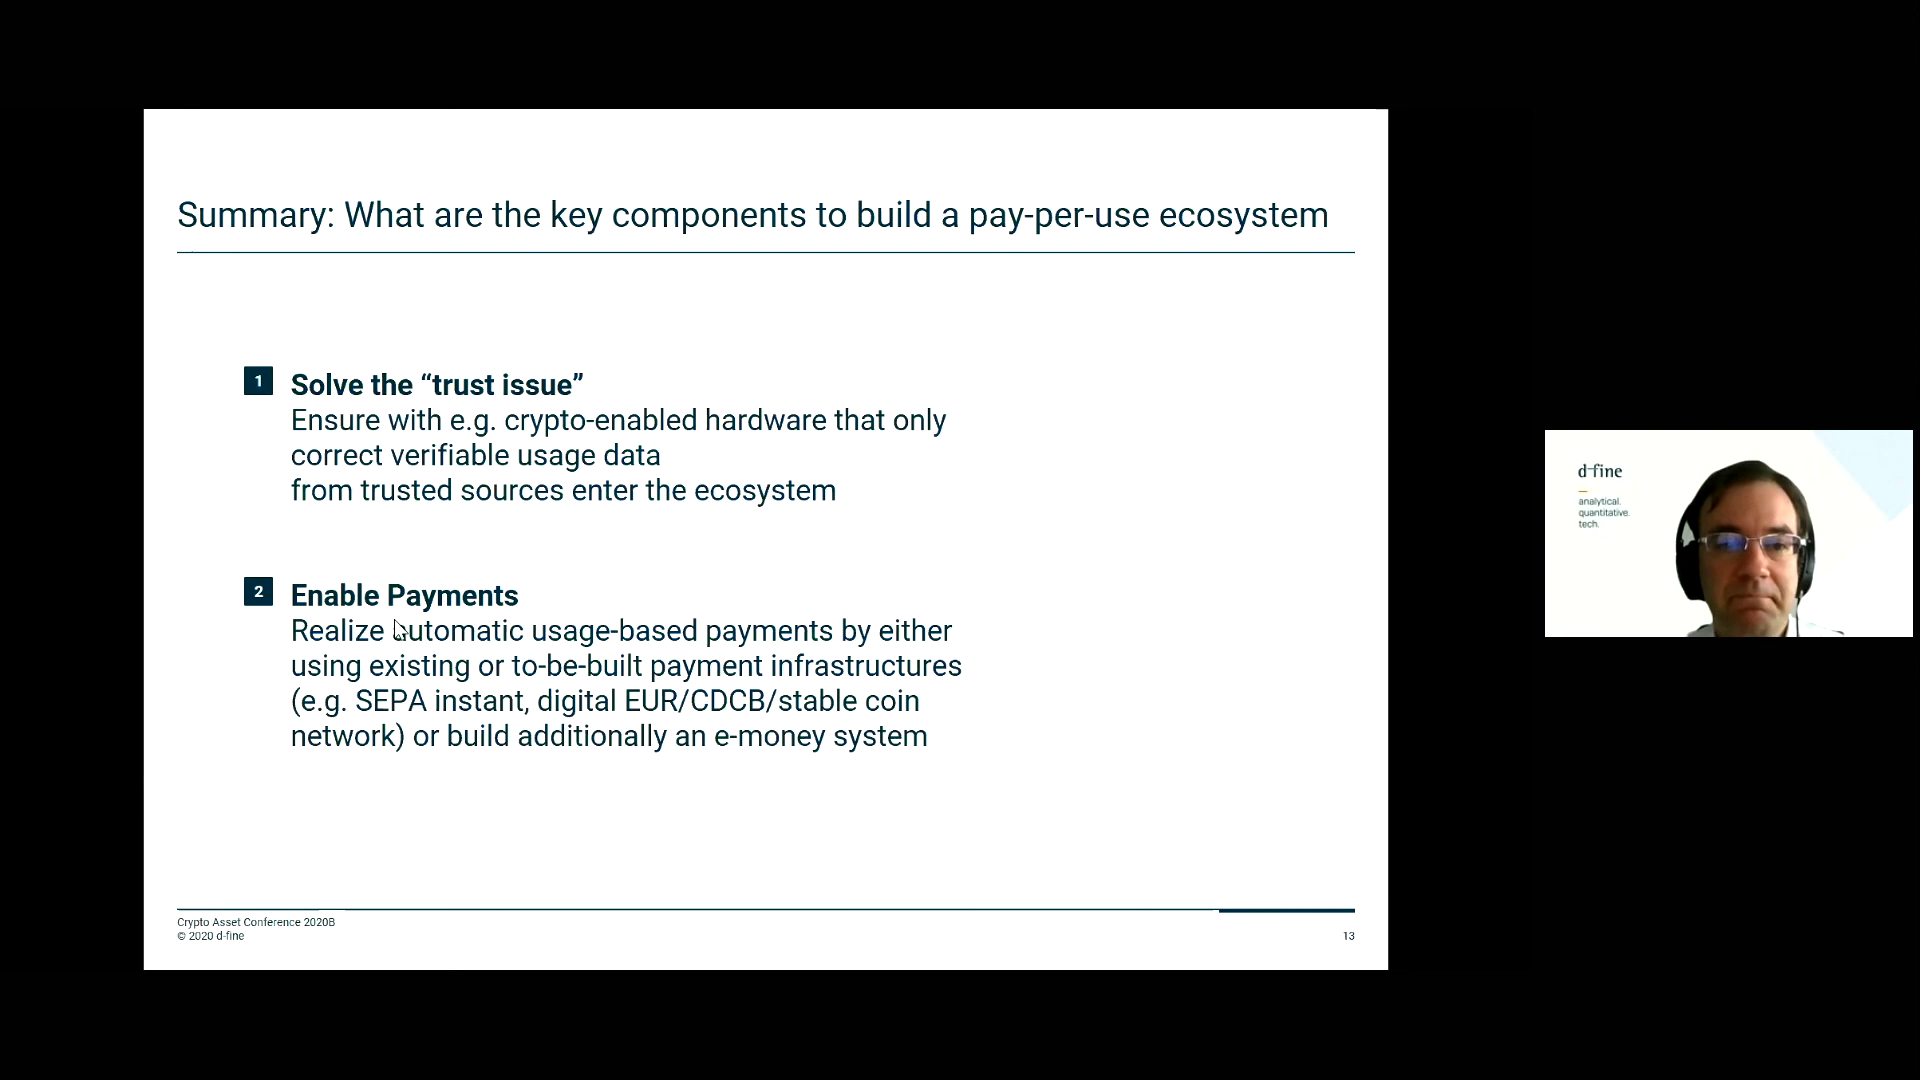 Summary: What are the key components to build a pay-per-use ecosystem
1 Solve the “trust issue”
Ensure with e.g. crypto-enabled hardware that only
correct verifiable usage data
from trusted sources enter the ecosystem
2 Enable Payments
Realize automatic usage-based payments by either
using existing or to-be-built payment infrastructures
(e.g. SEPA instant, digital EUR/CDCB/stable coin
network) or build additionally an e-money system
Crypto Asset Conference 2020B
© 2020 d-fine
13
d-fine
analytical.
quantitative.
tech.